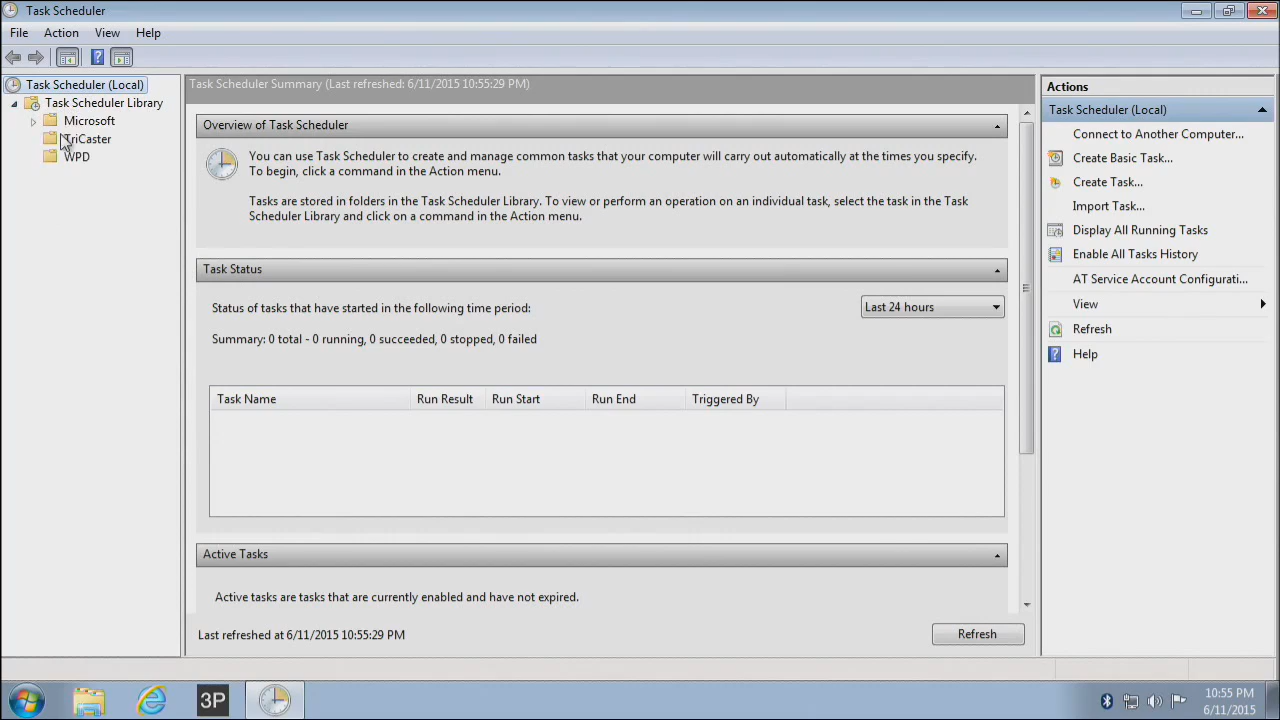 Task Scheduler
File Action View Help
Task Scheduler (Local)
Task Scheduler Library
Microsoft
TriCaster
WPD
Task Scheduler Summary (Last refreshed: 6/11/2015 10:55:29 PM)
Overview of Task Scheduler
You can use Task Scheduler to create and manage common tasks that your computer will carry out automatically at the times you specify.
To begin, click a command in the Action menu.
Tasks are stored in folders in the Task Scheduler Library. To view or perform an operation on an individual task, select the task in the Task
Scheduler Library and click on a command in the Action menu.
Task Status
Status of tasks that have started in the following time period:
Last 24 hours
Summary: 0 total - 0 running, 0 succeeded, 0 stopped, 0 failed
Task Name Run Result Run Start Run End Triggered By
Active Tasks
Active tasks are tasks that are currently enabled and have not expired.
Last refreshed at 6/11/2015 10:55:29 PM
Refresh
Actions
Task Scheduler (Local)
Connect to Another Computer...
Create Basic Task...
Create Task...
Import Task...
Display All Running Tasks
Enable All Tasks History
AT Service Account Configurati...
View
Refresh
Help
3P
10:55 PM
6/11/2015